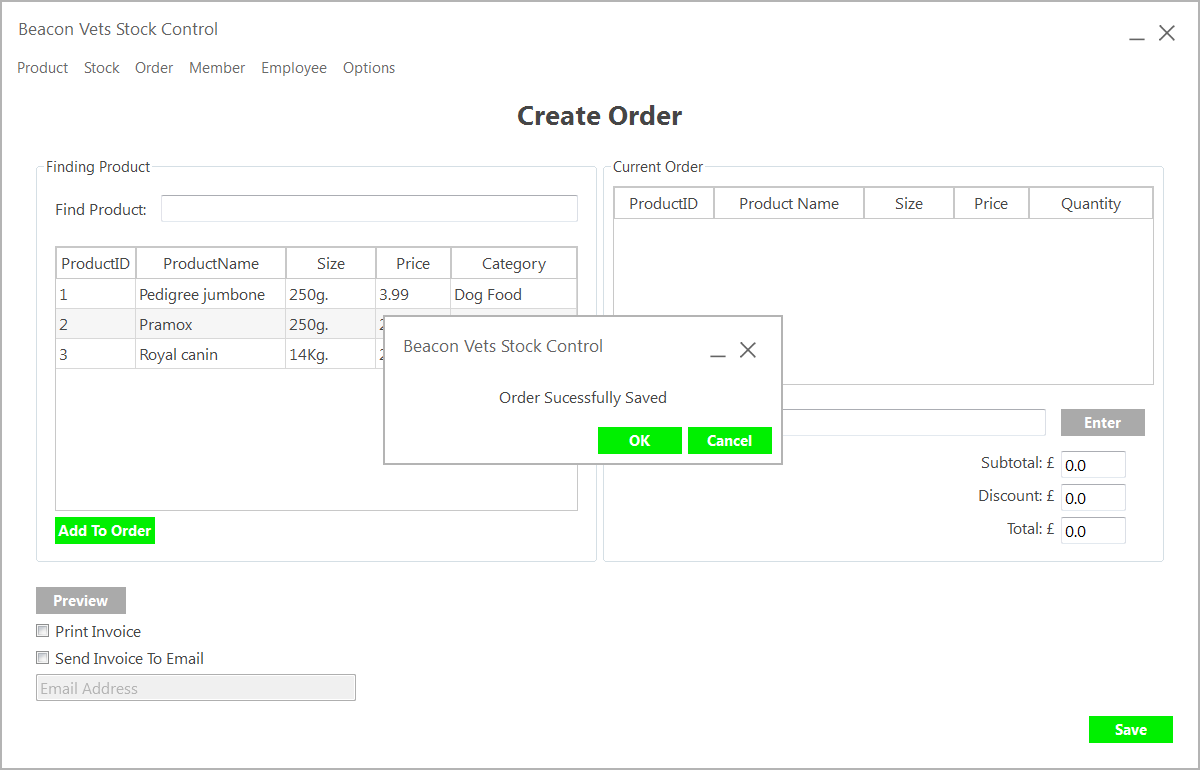 Beacon Vets Stock Control
Product Stock Order Member Employee Options
Create Order
Finding Product
Find Product:
ProductID ProductName Size Price Category
1 Pedigree jumbone 250g. 3.99 Dog Food
2 Pramox 250g.
3 Royal canin 14Kg.
Add To Order
Current Order
ProductID Product Name Size Price Quantity
Enter
Subtotal: £ 0.0
Discount: £ 0.0
Total: £ 0.0
Beacon Vets Stock Control
Order Sucessfully Saved
OK Cancel
Preview
Print Invoice
Send Invoice To Email
Email Address
Save